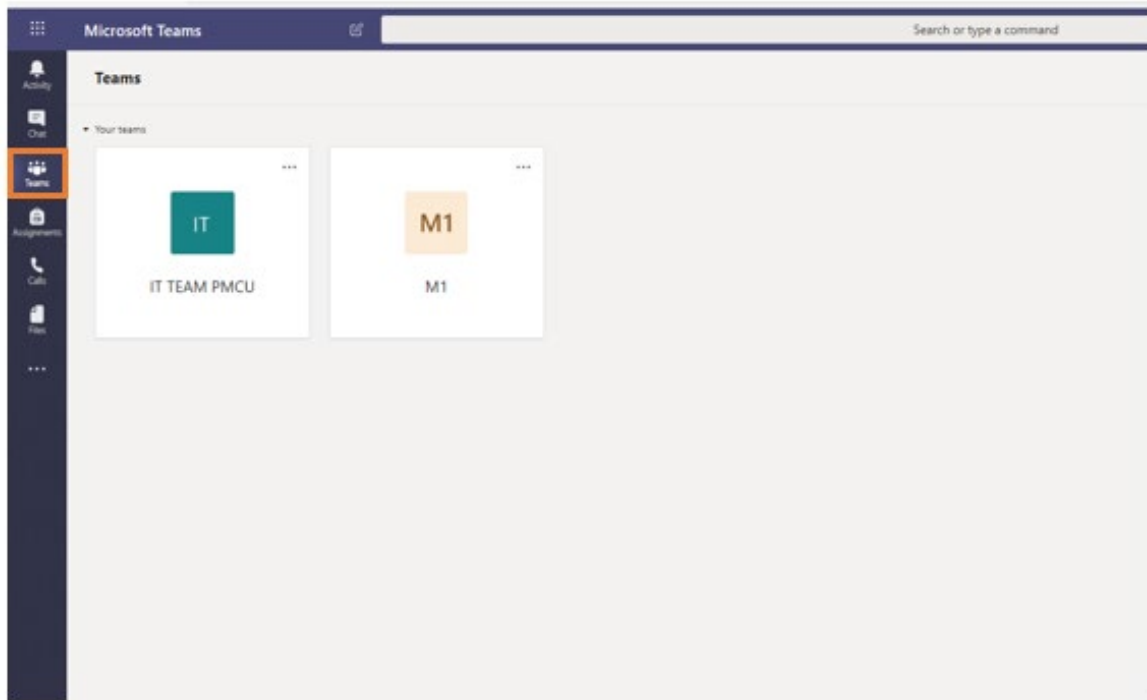 Microsoft Teams
Search or type a command
Activity
Chat
Teams
Assignments
Calls
Files
Teams
Your teams
IT
IT TEAM PMCU
M1
M1